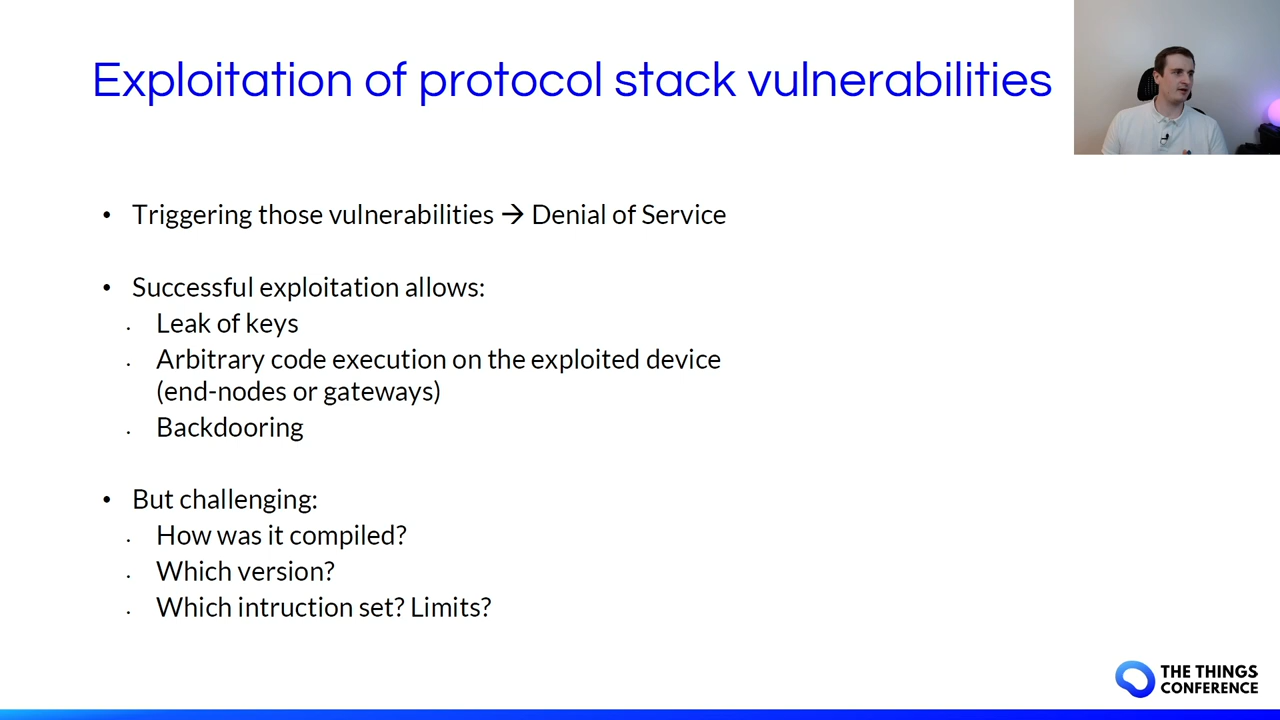 Exploitation of protocol stack vulnerabilities
• Triggering those vulnerabilities → Denial of Service
• Successful exploitation allows:
. Leak of keys
. Arbitrary code execution on the exploited device
(end-nodes or gateways)
. Backdooring
• But challenging:
. How was it compiled?
. Which version?
. Which intruction set? Limits?
THE THINGS
CONFERENCE